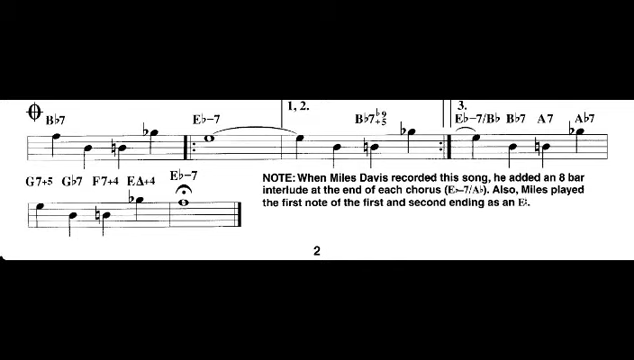 1, 2. 3.
B♭7 E♭−7 B♭7♭9+5 E♭−7/B♭ B♭7 A7 A♭7
G7+5 G♭7 F7+4 EΔ+4 E♭−7
NOTE: When Miles Davis recorded this song, he added an 8 bar
interlude at the end of each chorus (E♭−7/A♭). Also, Miles played
the first note of the first and second ending as an E♭.
2